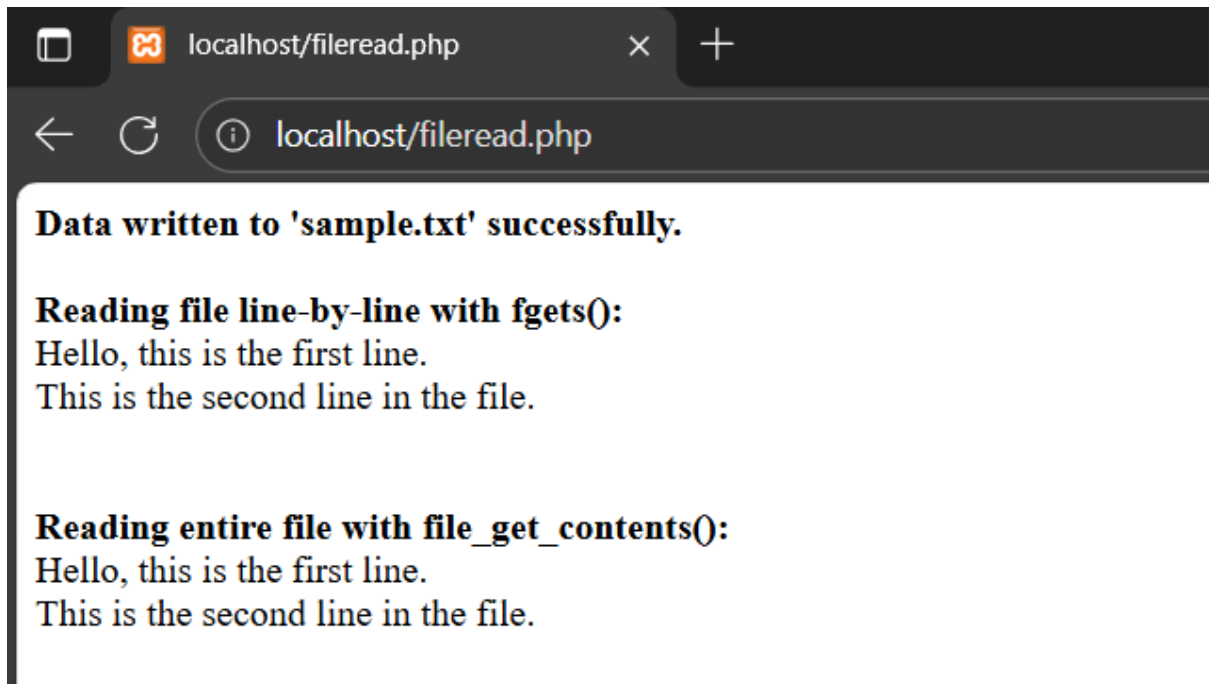 localhost/fileread.php
localhost/fileread.php
Data written to 'sample.txt' successfully.
Reading file line-by-line with fgets():
Hello, this is the first line.
This is the second line in the file.
Reading entire file with file_get_contents():
Hello, this is the first line.
This is the second line in the file.